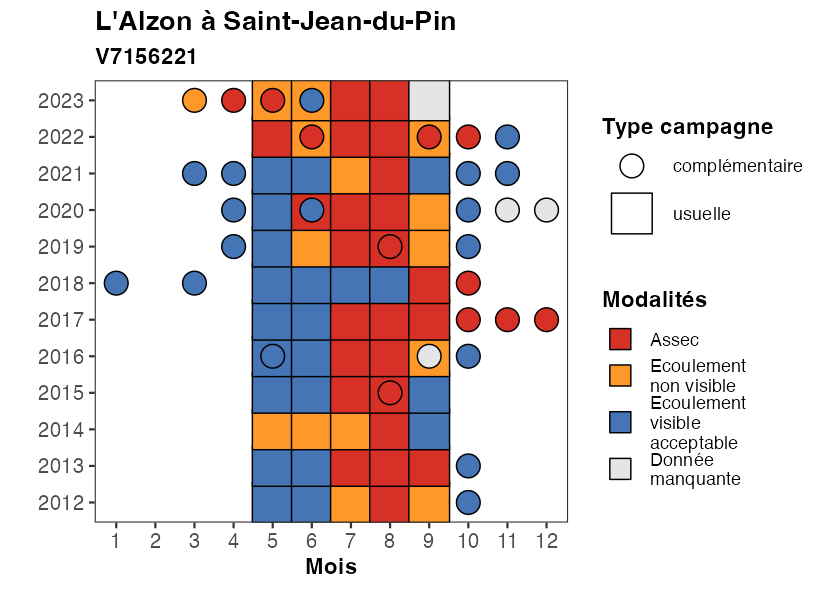 L'Alzon à Saint-Jean-du-Pin
V7156221
2023
2022
2021
2020
2019
2018
2017
2016
2015
2014
2013
2012
1 2 3 4 5 6 7 8 9 10 11 12
Mois
Type campagne
complémentaire
usuelle
Modalités
Assec
Ecoulement
non visible
Ecoulement
visible
acceptable
Donnée
manquante